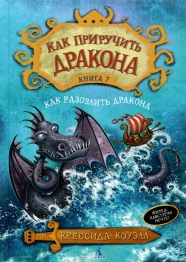 КАК ПРИРУЧИТЬ
ДРАКОНА
КНИГА 7
КАК РАЗОЗЛИТЬ ДРАКОНА
КРЕССИДА КОУЭЛЛ